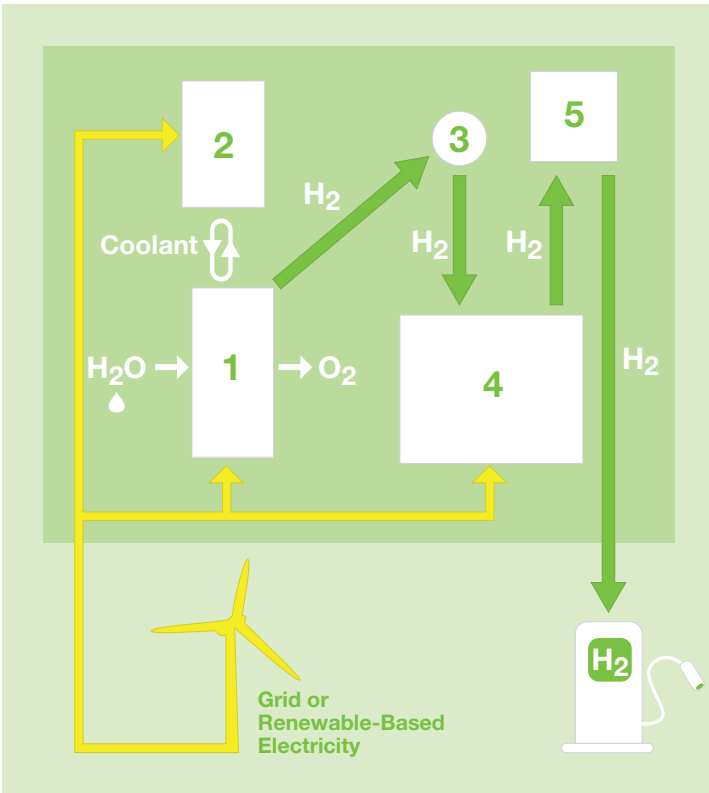 2
3
5
H₂
Coolant
H₂
H₂
H₂O
1
O₂
4
H₂
H₂
Grid or
Renewable-Based
Electricity